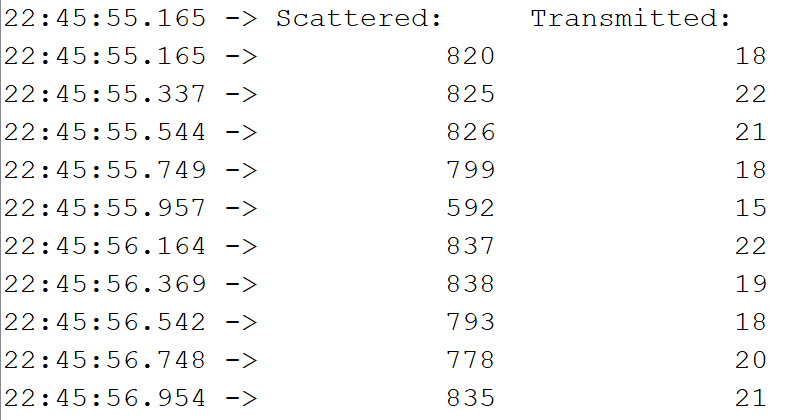 22:45:55.165 -> Scattered:     Transmitted:
22:45:55.165 ->           820              18
22:45:55.337 ->           825              22
22:45:55.544 ->           826              21
22:45:55.749 ->           799              18
22:45:55.957 ->           592              15
22:45:56.164 ->           837              22
22:45:56.369 ->           838              19
22:45:56.542 ->           793              18
22:45:56.748 ->           778              20
22:45:56.954 ->           835              21